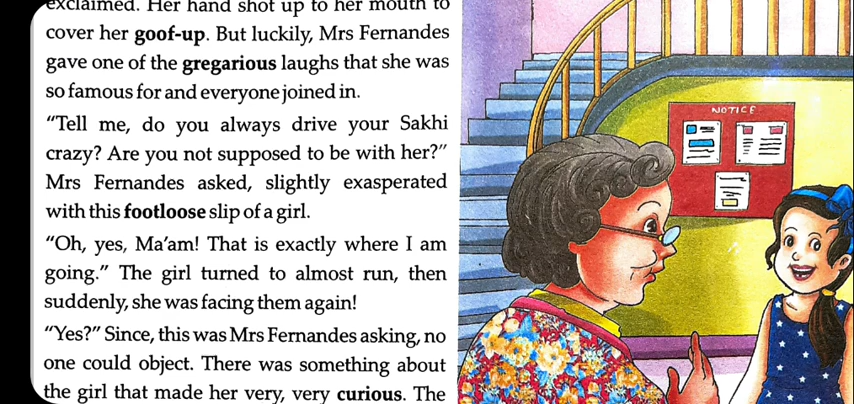 exclaimed. Her hand shot up to her mouth to
cover her goof-up. But luckily, Mrs Fernandes
gave one of the gregarious laughs that she was
so famous for and everyone joined in.
“Tell me, do you always drive your Sakhi
crazy? Are you not supposed to be with her?”
Mrs Fernandes asked, slightly exasperated
with this footloose slip of a girl.
“Oh, yes, Ma’am! That is exactly where I am
going.” The girl turned to almost run, then
suddenly, she was facing them again!
“Yes?” Since, this was Mrs Fernandes asking, no
one could object. There was something about
the girl that made her very, very curious. The
NOTICE